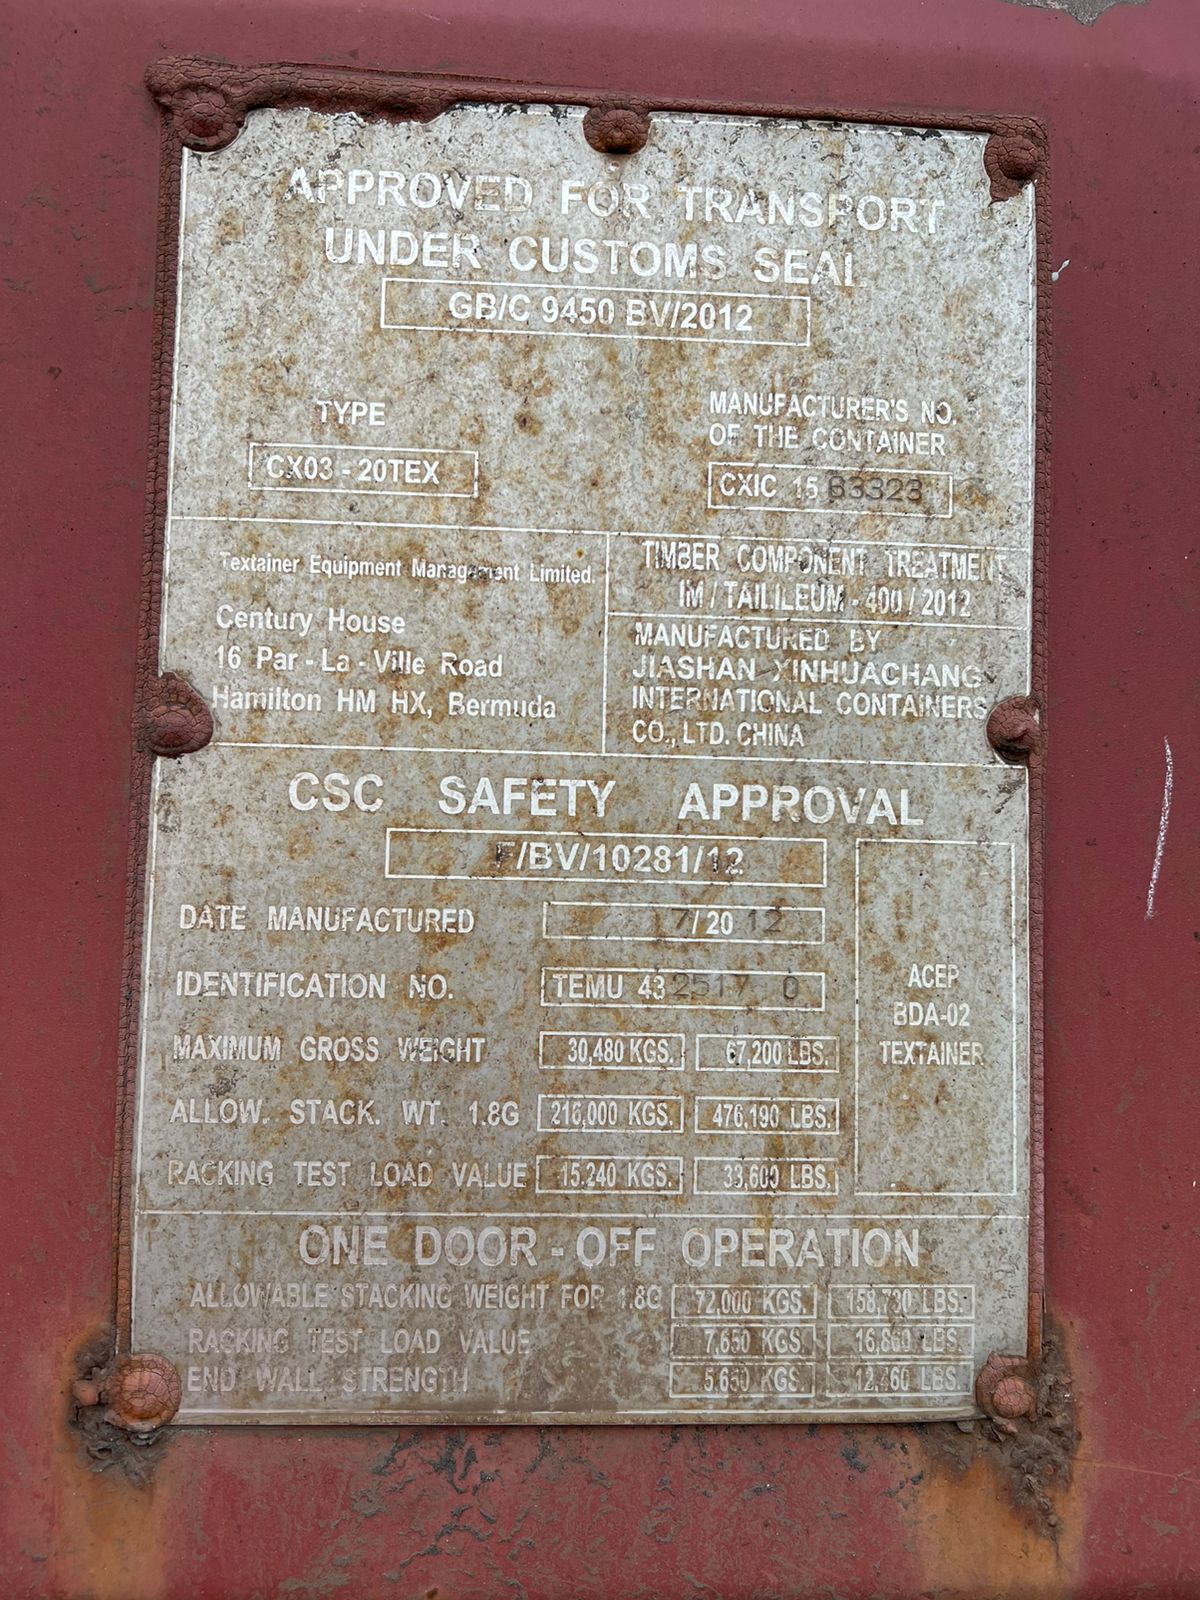 APPROVED FOR TRANSPORT
UNDER CUSTOMS SEAL
GB/C 9450 BV/2012
TYPE
CX03 - 20TEX
MANUFACTURER'S NO.
OF THE CONTAINER
CXIC 15 83323
Textainer Equipment Management Limited.
Century House
16 Par - La - Ville Road
Hamilton HM HX, Bermuda
TIMBER COMPONENT TREATMENT
IM / TAILILEUM - 400 / 2012
MANUFACTURED BY
JIASHAN XINHUACHANG
INTERNATIONAL CONTAINERS
CO., LTD. CHINA
CSC SAFETY APPROVAL
F/BV/10281/12
DATE MANUFACTURED 7/20 12
IDENTIFICATION NO. TEMU 43 2517 0
MAXIMUM GROSS WEIGHT 30,480 KGS. 67,200 LBS.
ALLOW. STACK. WT. 1.8G 216,000 KGS. 476,190 LBS.
RACKING TEST LOAD VALUE 15,240 KGS. 33,600 LBS.
ACEP
BDA-02
TEXTAINER
ONE DOOR - OFF OPERATION
ALLOWABLE STACKING WEIGHT FOR 1.8G 72,000 KGS. 158,730 LBS.
RACKING TEST LOAD VALUE 7,650 KGS. 16,860 LBS.
END WALL STRENGTH 5,650 KGS. 12,460 LBS.